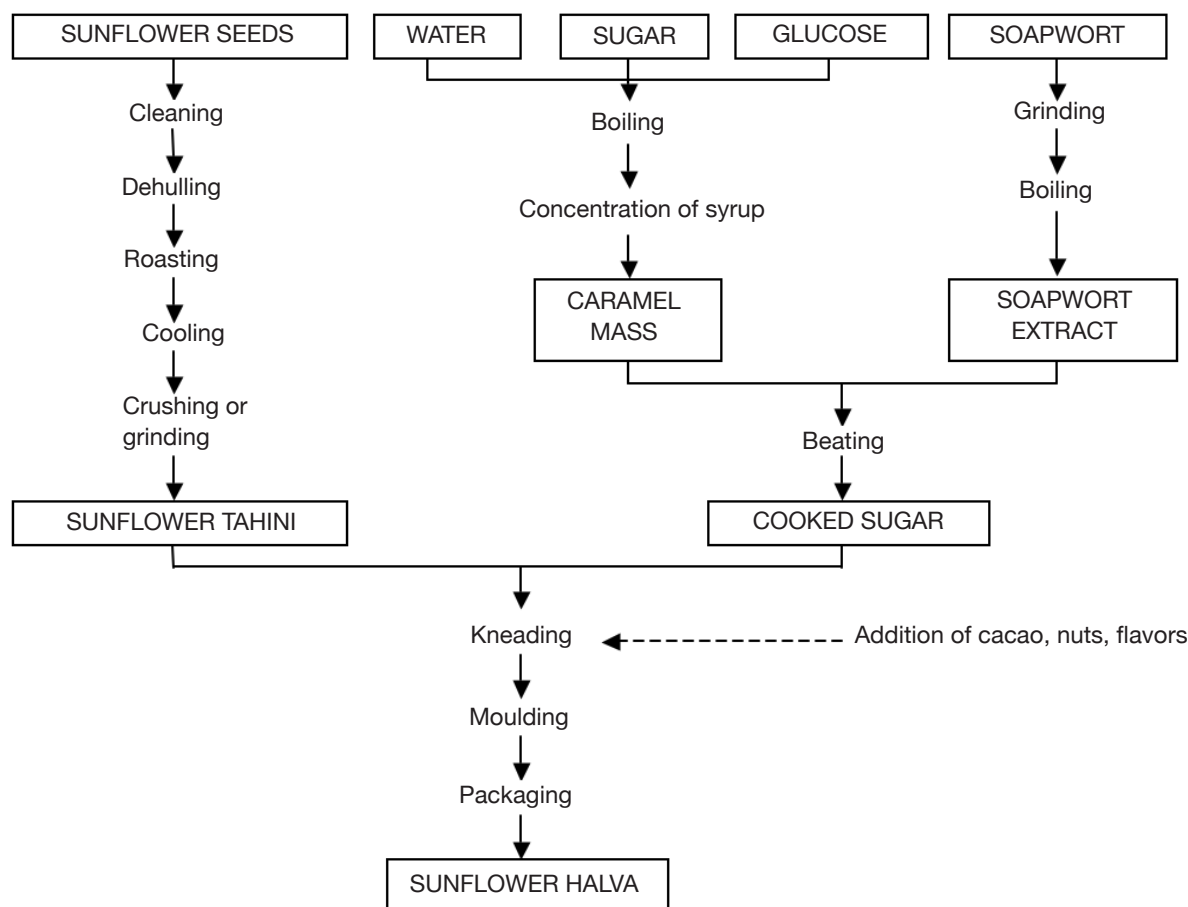 SUNFLOWER SEEDS
WATER
SUGAR
GLUCOSE
SOAPWORT
Cleaning
Boiling
Grinding
Dehulling
Concentration of syrup
Boiling
Roasting
Cooling
CARAMEL
MASS
SOAPWORT
EXTRACT
Crushing or
grinding
Beating
SUNFLOWER TAHINI
COOKED SUGAR
Kneading
Addition of cacao, nuts, flavors
Moulding
Packaging
SUNFLOWER HALVA